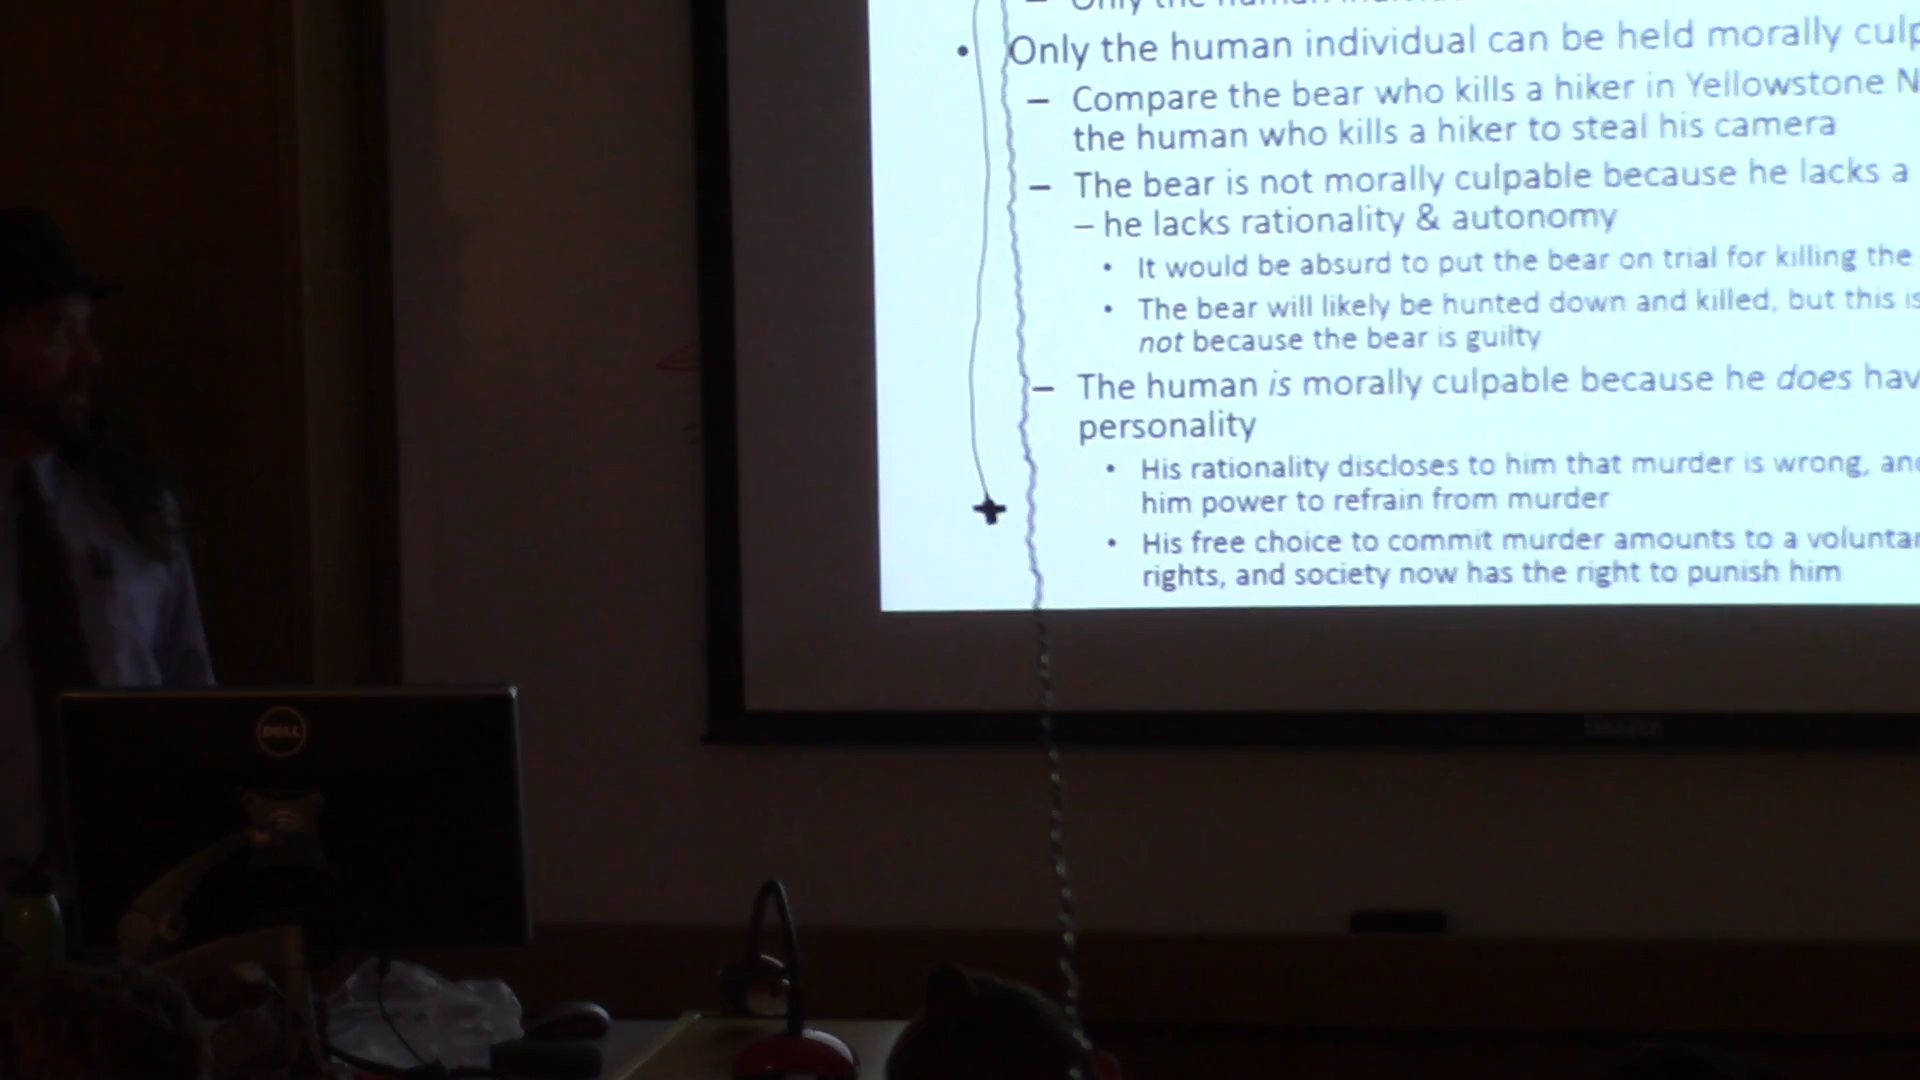 – Only the human
• Only the human individual can be held morally culp
– Compare the bear who kills a hiker in Yellowstone N
the human who kills a hiker to steal his camera
– The bear is not morally culpable because he lacks a
– he lacks rationality & autonomy
• It would be absurd to put the bear on trial for killing the
• The bear will likely be hunted down and killed, but this is
not because the bear is guilty
– The human is morally culpable because he does hav
personality
• His rationality discloses to him that murder is wrong, and
him power to refrain from murder
• His free choice to commit murder amounts to a voluntar
rights, and society now has the right to punish him
DELL